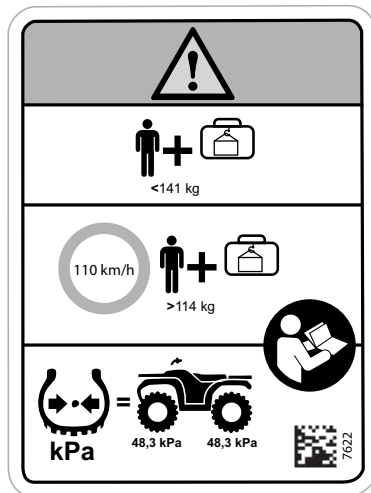 <141 kg
110 km/h
>114 kg
=
kPa
48,3 kPa 48,3 kPa
7622